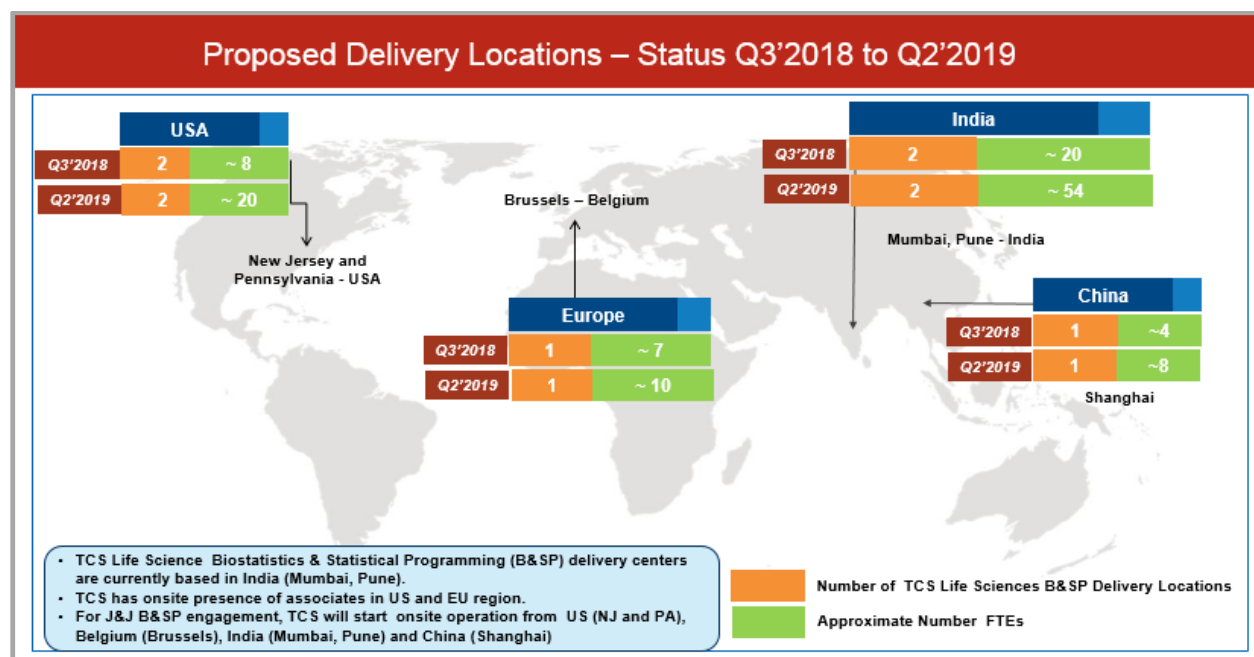 Proposed Delivery Locations – Status Q3’2018 to Q2’2019
USA
Q3’2018 2 ~ 8
Q2’2019 2 ~ 20
New Jersey and
Pennsylvania - USA
Brussels – Belgium
Europe
Q3’2018 1 ~ 7
Q2’2019 1 ~ 10
India
Q3’2018 2 ~ 20
Q2’2019 2 ~ 54
Mumbai, Pune - India
China
Q3’2018 1 ~4
Q2’2019 1 ~8
Shanghai
• TCS Life Science Biostatistics & Statistical Programming (B&SP) delivery centers
are currently based in India (Mumbai, Pune).
• TCS has onsite presence of associates in US and EU region.
• For J&J B&SP engagement, TCS will start onsite operation from US (NJ and PA),
Belgium (Brussels), India (Mumbai, Pune) and China (Shanghai)
Number of TCS Life Sciences B&SP Delivery Locations
Approximate Number FTEs